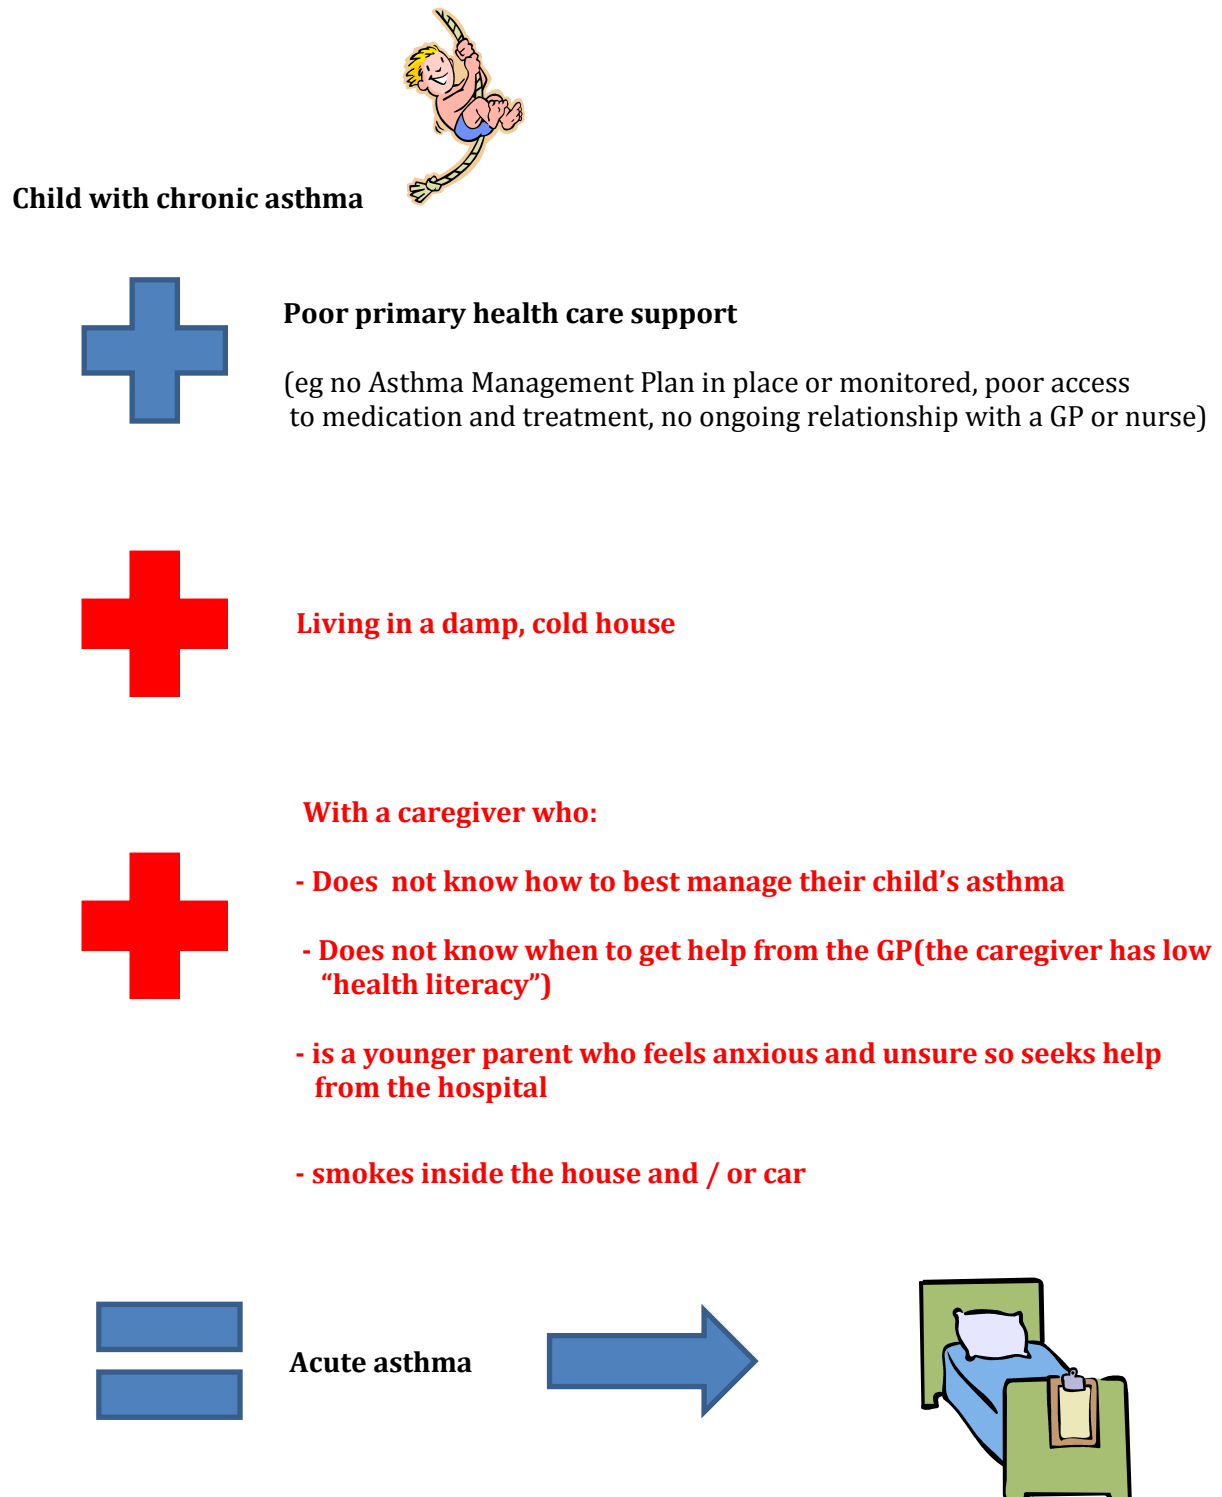 Child with chronic asthma
Poor primary health care support
(eg no Asthma Management Plan in place or monitored, poor access
to medication and treatment, no ongoing relationship with a GP or nurse)
Living in a damp, cold house
With a caregiver who:
- Does  not know how to best manage their child’s asthma
- Does not know when to get help from the GP(the caregiver has low
“health literacy”)
- is a younger parent who feels anxious and unsure so seeks help
from the hospital
- smokes inside the house and / or car
Acute asthma